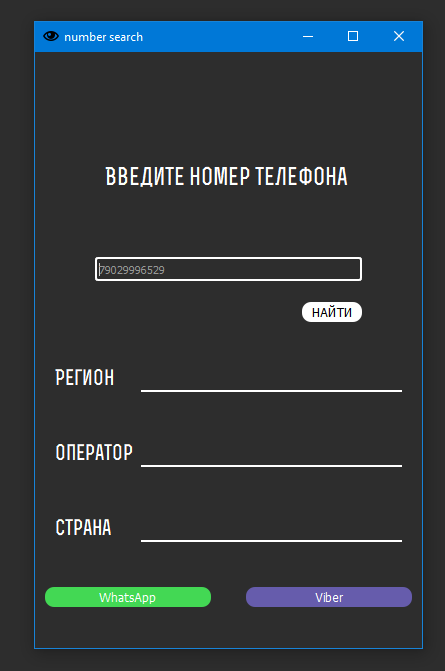 number search
ВВЕДИТЕ НОМЕР ТЕЛЕФОНА
79029996529
НАЙТИ
РЕГИОН
ОПЕРАТОР
СТРАНА
WhatsApp
Viber